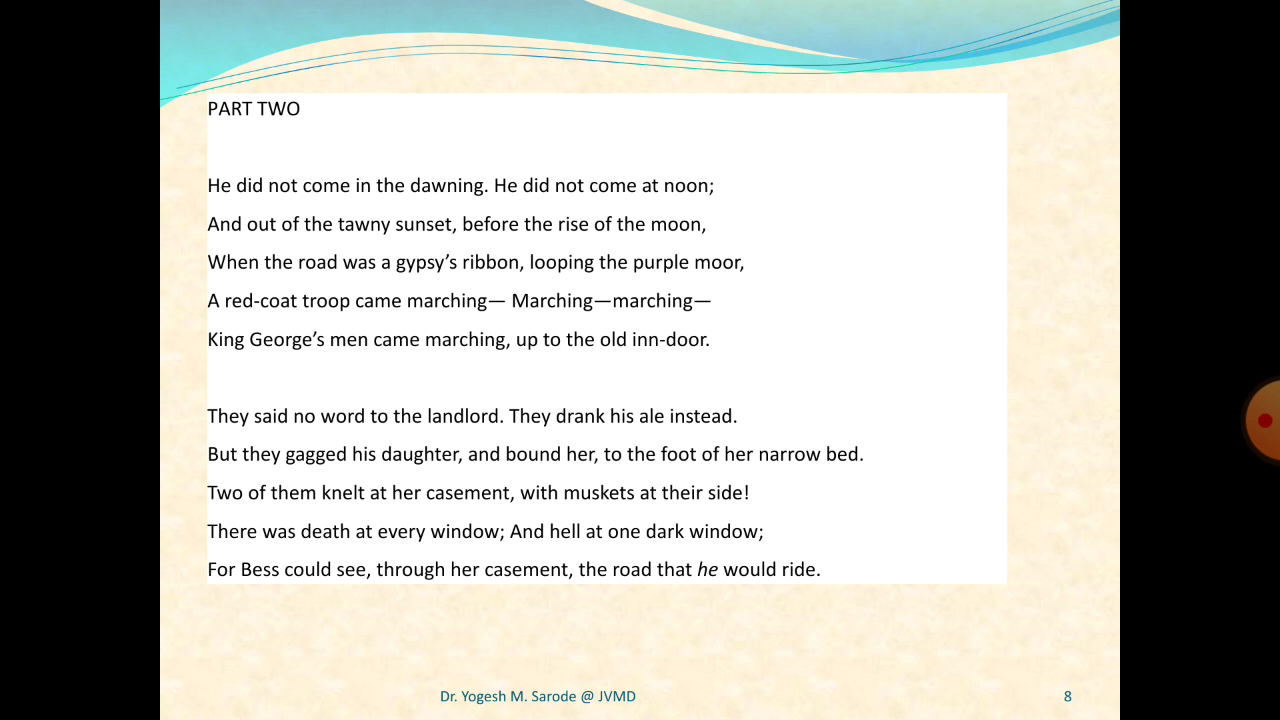 PART TWO
He did not come in the dawning. He did not come at noon;
And out of the tawny sunset, before the rise of the moon,
When the road was a gypsy’s ribbon, looping the purple moor,
A red-coat troop came marching— Marching—marching—
King George’s men came marching, up to the old inn-door.
They said no word to the landlord. They drank his ale instead.
But they gagged his daughter, and bound her, to the foot of her narrow bed.
Two of them knelt at her casement, with muskets at their side!
There was death at every window; And hell at one dark window;
For Bess could see, through her casement, the road that he would ride.
Dr. Yogesh M. Sarode @ JVMD
8